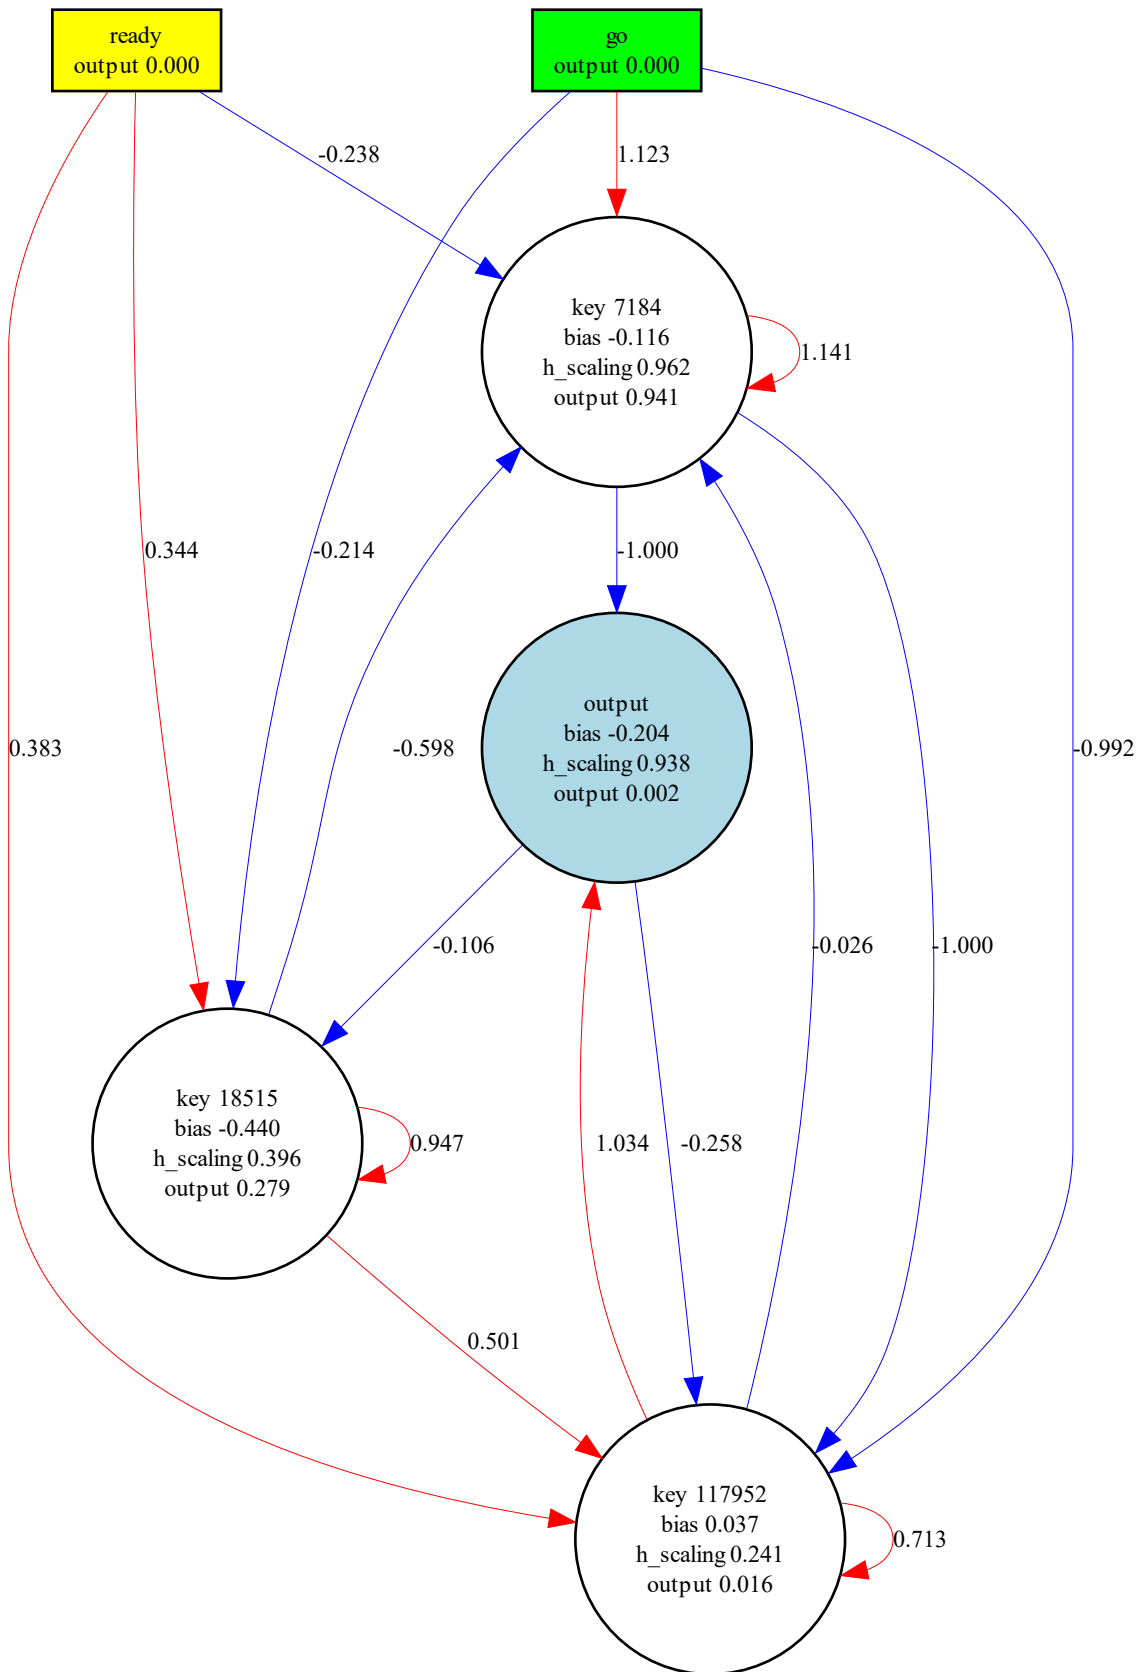 ready
output 0.000
go
output 0.000
-0.238
1.123
key 7184
bias -0.116
h_scaling 0.962
output 0.941
1.141
0.344
-0.214
-1.000
output
bias -0.204
h_scaling 0.938
output 0.002
0.383
-0.598
-0.992
-0.106
-0.026
-1.000
key 18515
bias -0.440
h_scaling 0.396
output 0.279
0.947
1.034
-0.258
0.501
key 117952
bias 0.037
h_scaling 0.241
output 0.016
0.713